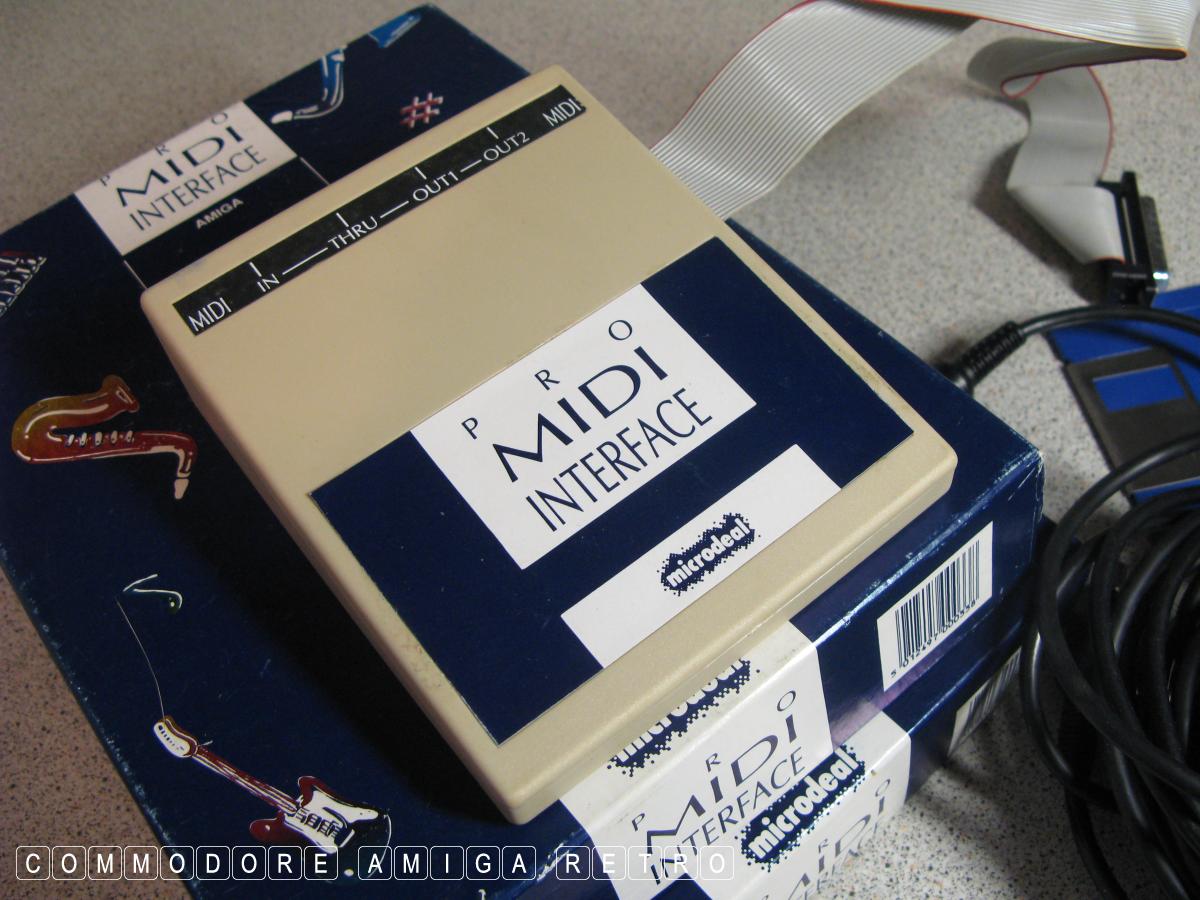 PRO
MIDI
INTERFACE
AMIGA
#
MIDI IN THRU OUT1 OUT2 MIDI
PRO
MIDI
INTERFACE
microdeal
microdeal
PRO
MIDI
INTERFACE
microdeal
MIDI
COMMODORE AMIGA RETRO